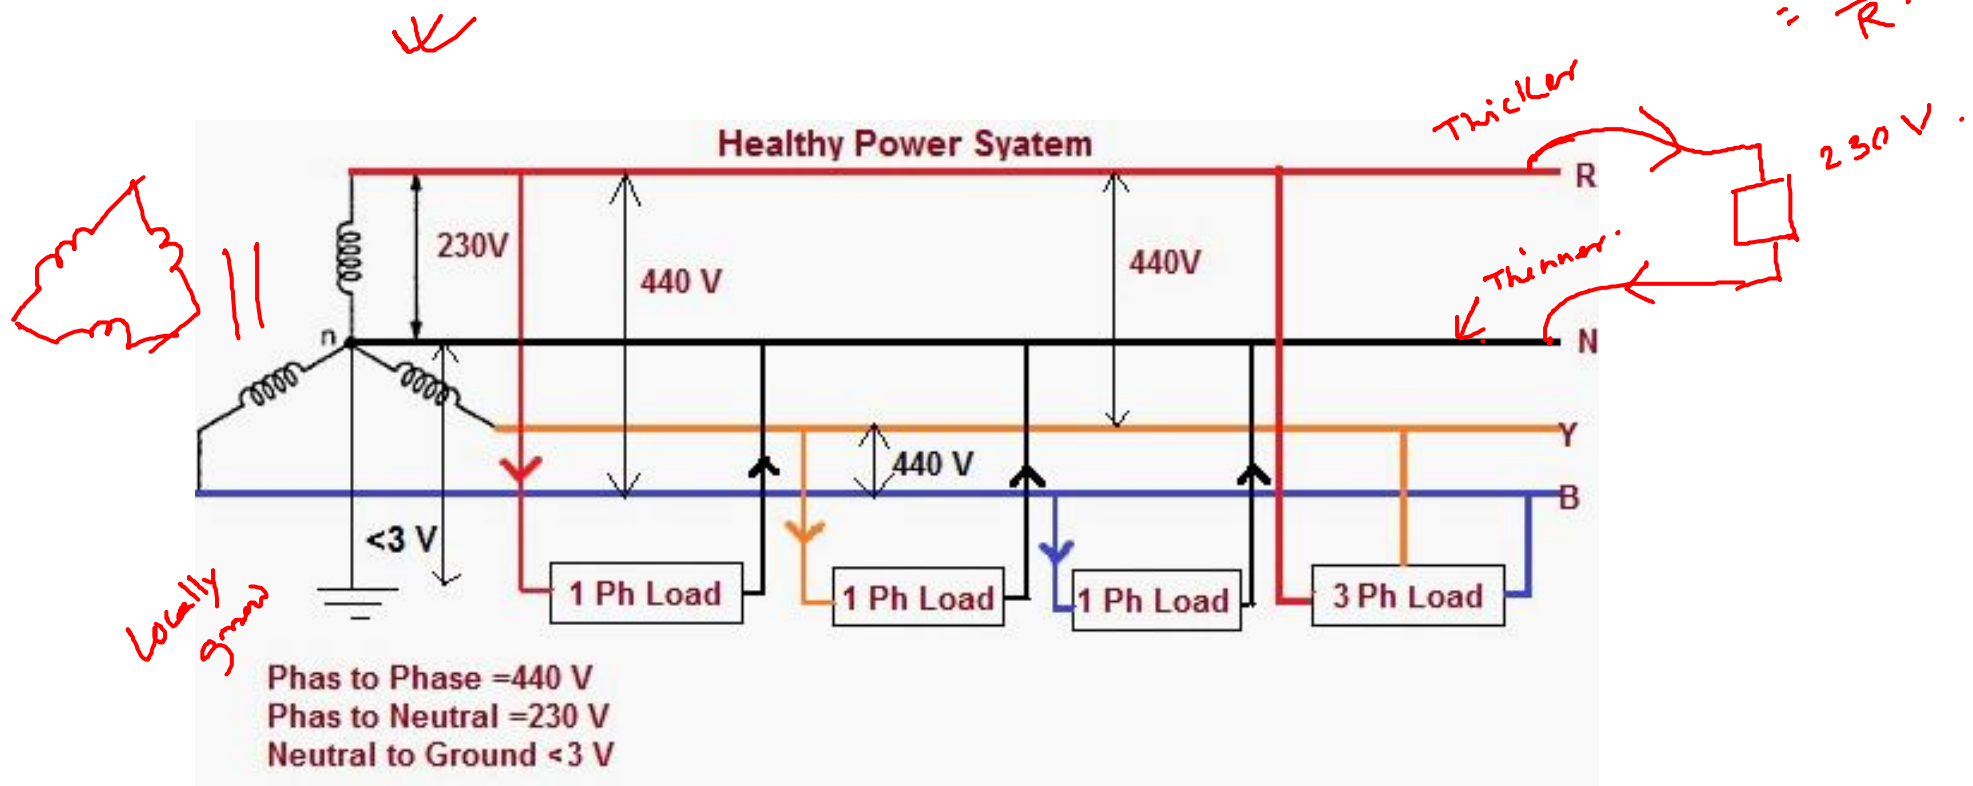 = R
Thicker
230 V.
Healthy Power Syatem
R
230V
440 V
440V
Thinner.
n
N
Y
440 V
B
<3 V
Locally
1 Ph Load
1 Ph Load
1 Ph Load
3 Ph Load
Phas to Phase =440 V
Phas to Neutral =230 V
Neutral to Ground <3 V